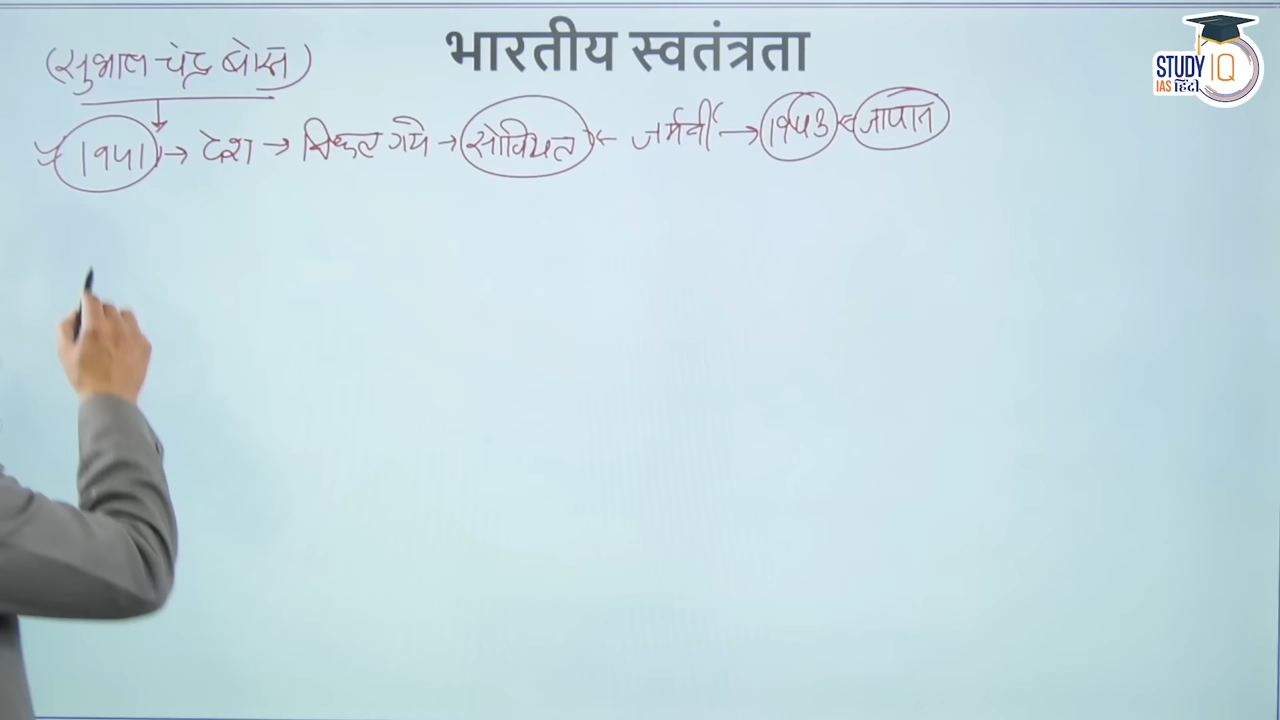 भारतीय स्वतंत्रता
STUDY IQ
IAS हिंदी
(सुभाष चंद्र बोस)
1941 → देश → निकल गये → सोवियत ← जर्मनी → 1943 जापान